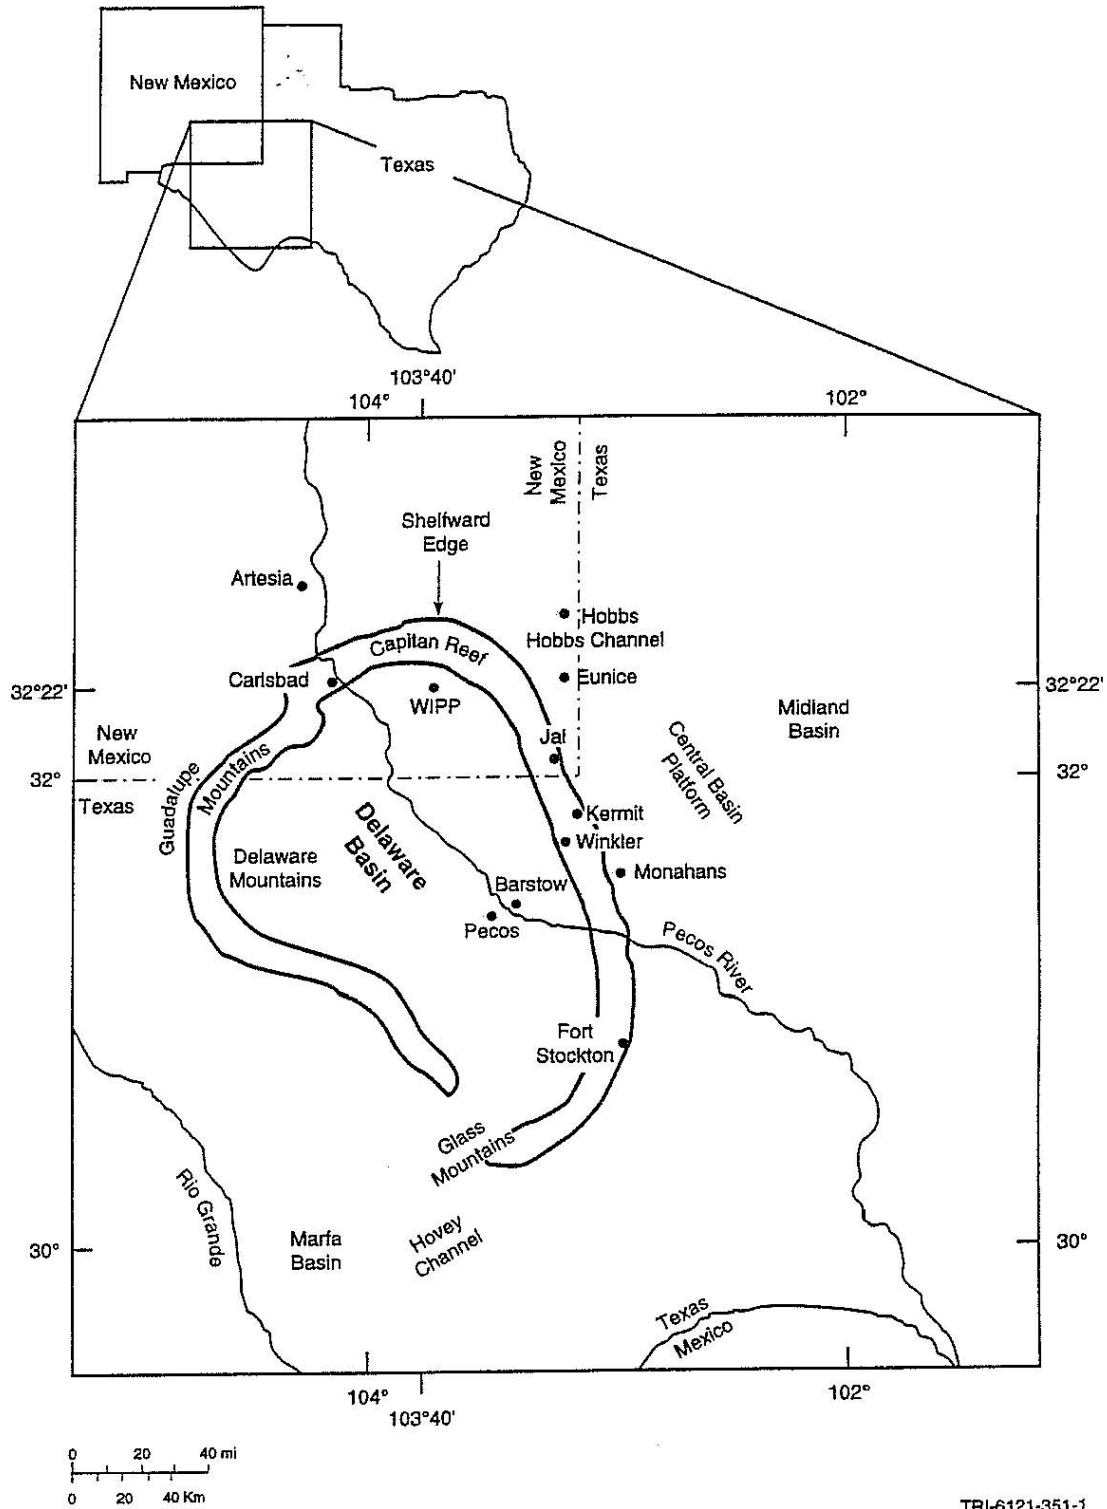 New Mexico
Texas
103°40'
104°
102°
New
Mexico
Texas
Shelfward
Edge
Artesia
Hobbs
Hobbs Channel
Capitan Reef
Carlsbad
Eunice
32°22'
32°22'
WIPP
Midland
Basin
New
Mexico
Jal
Central Basin
Platform
Guadalupe
Mountains
32°
32°
Texas
Kermit
Winkler
Delaware
Basin
Delaware
Mountains
Monahans
Barstow
Pecos
Pecos River
Fort
Stockton
Glass
Mountains
Rio Grande
Marfa
Basin
Hovey
Channel
30°
30°
Texas
Mexico
104°
102°
103°40'
0 20 40 mi
0 20 40 Km
TRI-6121-351-1